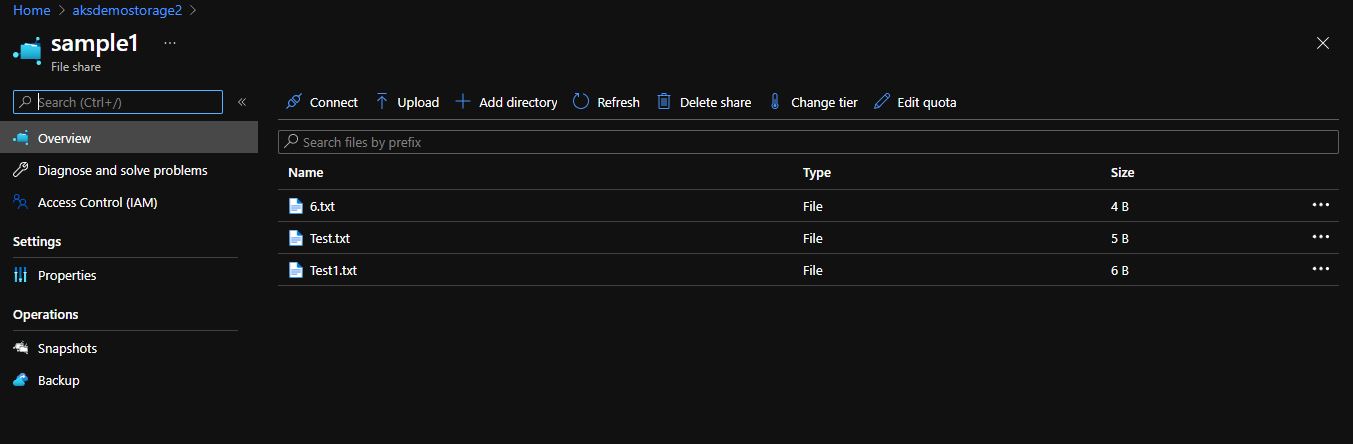 Home > aksdemostorage2 >
sample1 ...
File share
Search (Ctrl+/) «
Overview
Diagnose and solve problems
Access Control (IAM)
Settings
Properties
Operations
Snapshots
Backup
Connect Upload Add directory Refresh Delete share Change tier Edit quota
Search files by prefix
Name Type Size
6.txt File 4 B ...
Test.txt File 5 B ...
Test1.txt File 6 B ...